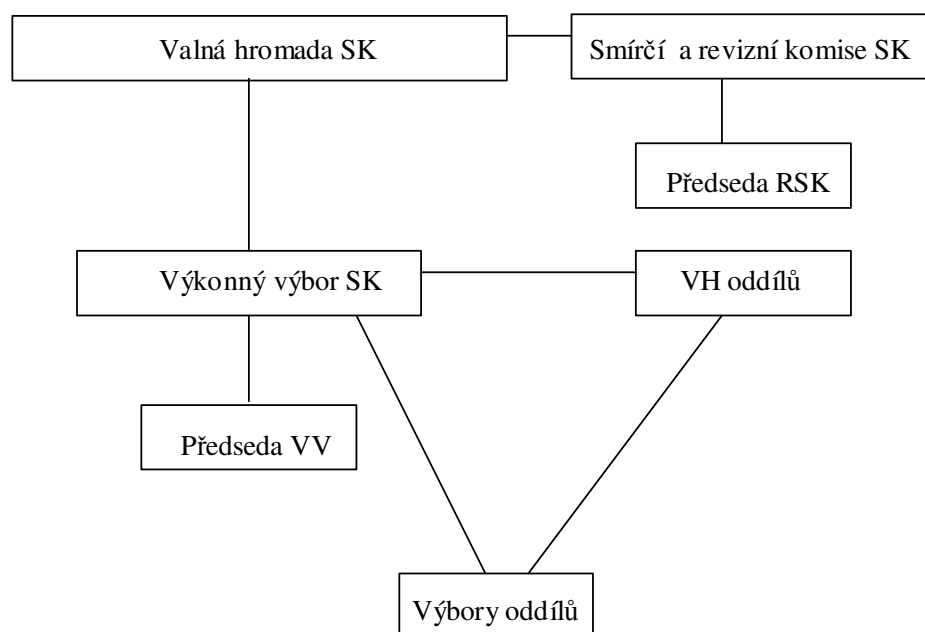 Valná hromada SK
Smírčí a revizní komise SK
Předseda RSK
Výkonný výbor SK
VH oddílů
Předseda VV
Výbory oddílů